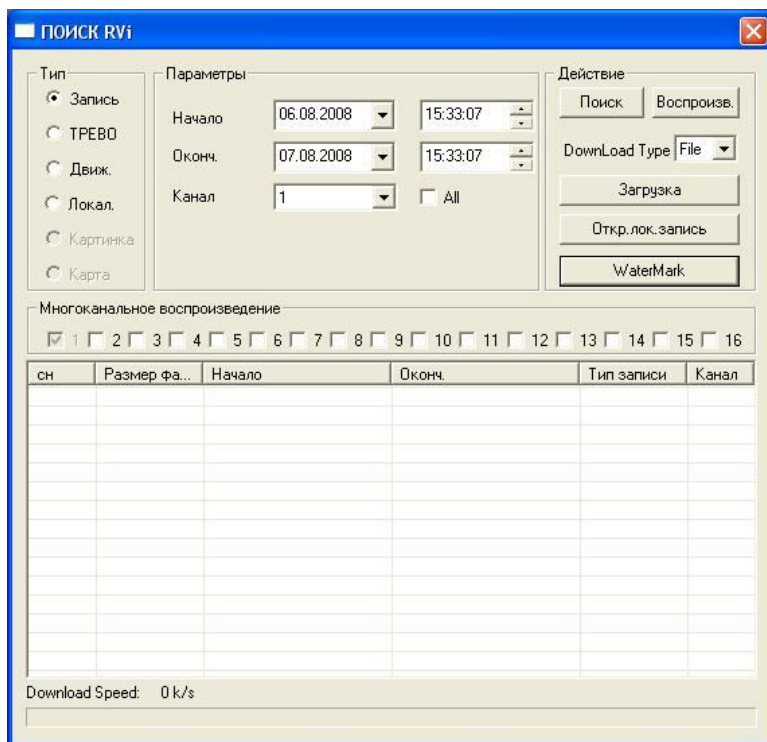 ПОИСК RVi
Тип
Запись
ТРЕВО
Движ.
Локал.
Картинка
Карта
Параметры
Начало 06.08.2008 15:33:07
Оконч. 07.08.2008 15:33:07
Канал 1 All
Действие
Поиск Воспроизв.
DownLoad Type File
Загрузка
Откр.лок.запись
WaterMark
Многоканальное воспроизведение
1 2 3 4 5 6 7 8 9 10 11 12 13 14 15 16
сн Размер фа... Начало Оконч. Тип записи Канал
Download Speed: 0 k/s